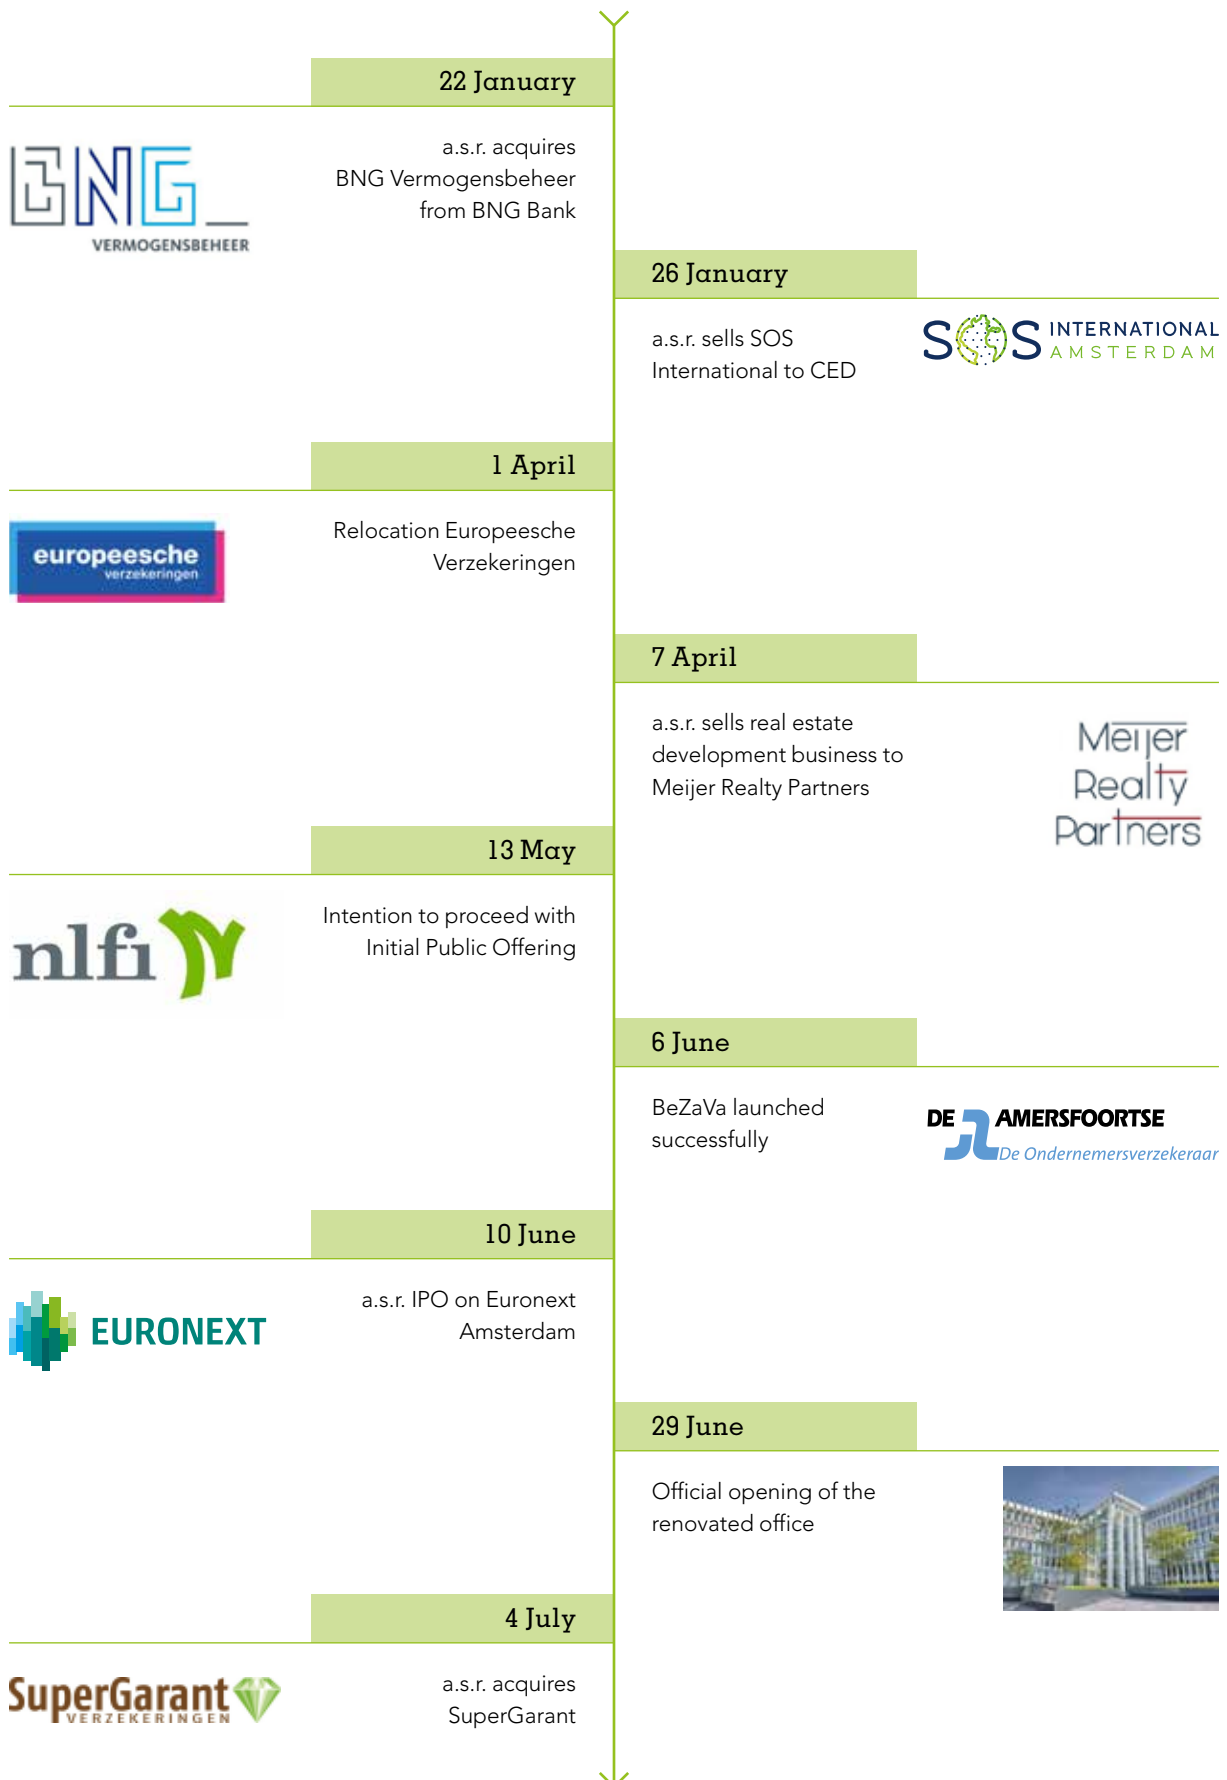 22 January
a.s.r. acquires
BNG Vermogensbeheer
from BNG Bank
BNG_
VERMOGENSBEHEER
26 January
a.s.r. sells SOS
International to CED
SOS INTERNATIONAL
AMSTERDAM
1 April
Relocation Europeesche
Verzekeringen
europeesche
verzekeringen
7 April
a.s.r. sells real estate
development business to
Meijer Realty Partners
Meijer
Realty
Partners
13 May
Intention to proceed with
Initial Public Offering
nlfi
6 June
BeZaVa launched
successfully
DE AMERSFOORTSE
De Ondernemersverzekeraar
10 June
a.s.r. IPO on Euronext
Amsterdam
EURONEXT
29 June
Official opening of the
renovated office
4 July
a.s.r. acquires
SuperGarant
SuperGarant
VERZEKERINGEN